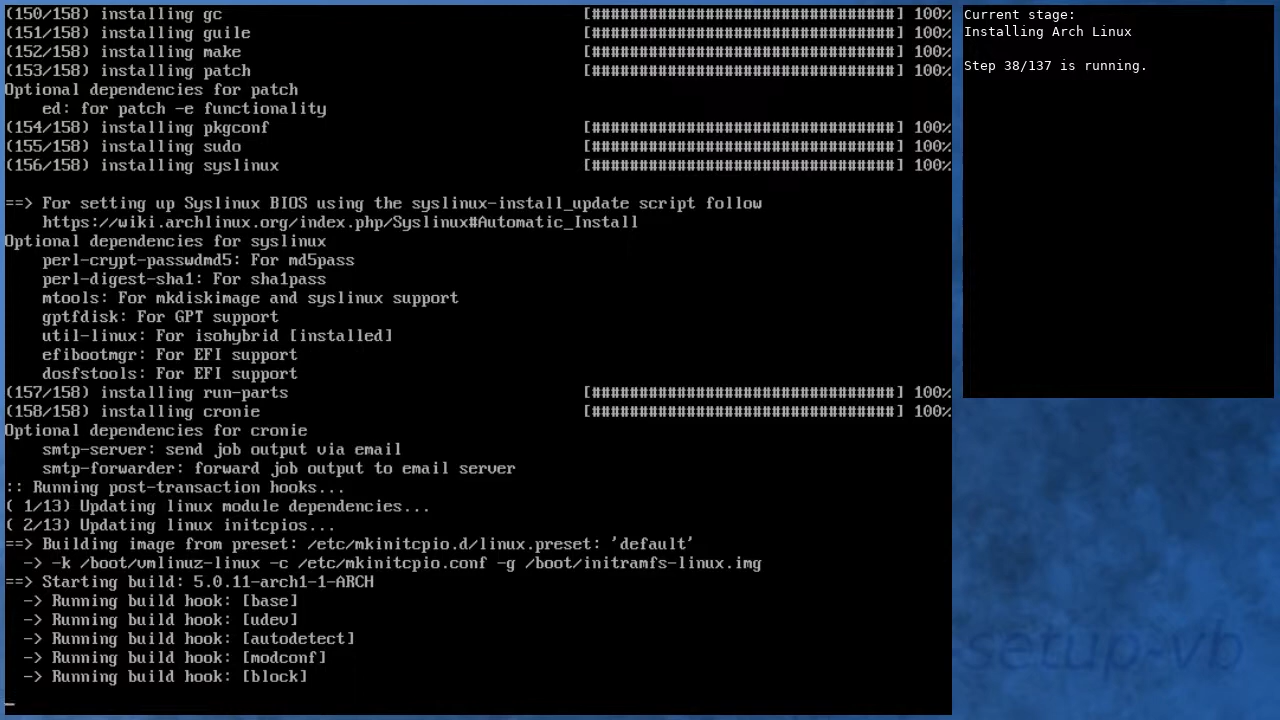 (150/158) installing gc [################################] 100%
(151/158) installing guile [################################] 100%
(152/158) installing make [################################] 100%
(153/158) installing patch [################################] 100%
Optional dependencies for patch
    ed: for patch -e functionality
(154/158) installing pkgconf [################################] 100%
(155/158) installing sudo [################################] 100%
(156/158) installing syslinux [################################] 100%
==> For setting up Syslinux BIOS using the syslinux-install_update script follow
    https://wiki.archlinux.org/index.php/Syslinux#Automatic_Install
Optional dependencies for syslinux
    perl-crypt-passwdmd5: For md5pass
    perl-digest-sha1: For sha1pass
    mtools: For mkdiskimage and syslinux support
    gptfdisk: For GPT support
    util-linux: For isohybrid [installed]
    efibootmgr: For EFI support
    dosfstools: For EFI support
(157/158) installing run-parts [################################] 100%
(158/158) installing cronie [################################] 100%
Optional dependencies for cronie
    smtp-server: send job output via email
    smtp-forwarder: forward job output to email server
:: Running post-transaction hooks...
( 1/13) Updating linux module dependencies...
( 2/13) Updating linux initcpios...
==> Building image from preset: /etc/mkinitcpio.d/linux.preset: 'default'
  -> -k /boot/vmlinuz-linux -c /etc/mkinitcpio.conf -g /boot/initramfs-linux.img
==> Starting build: 5.0.11-arch1-1-ARCH
  -> Running build hook: [base]
  -> Running build hook: [udev]
  -> Running build hook: [autodetect]
  -> Running build hook: [modconf]
  -> Running build hook: [block]
_
Current stage:
Installing Arch Linux
Step 38/137 is running.
setup-vb